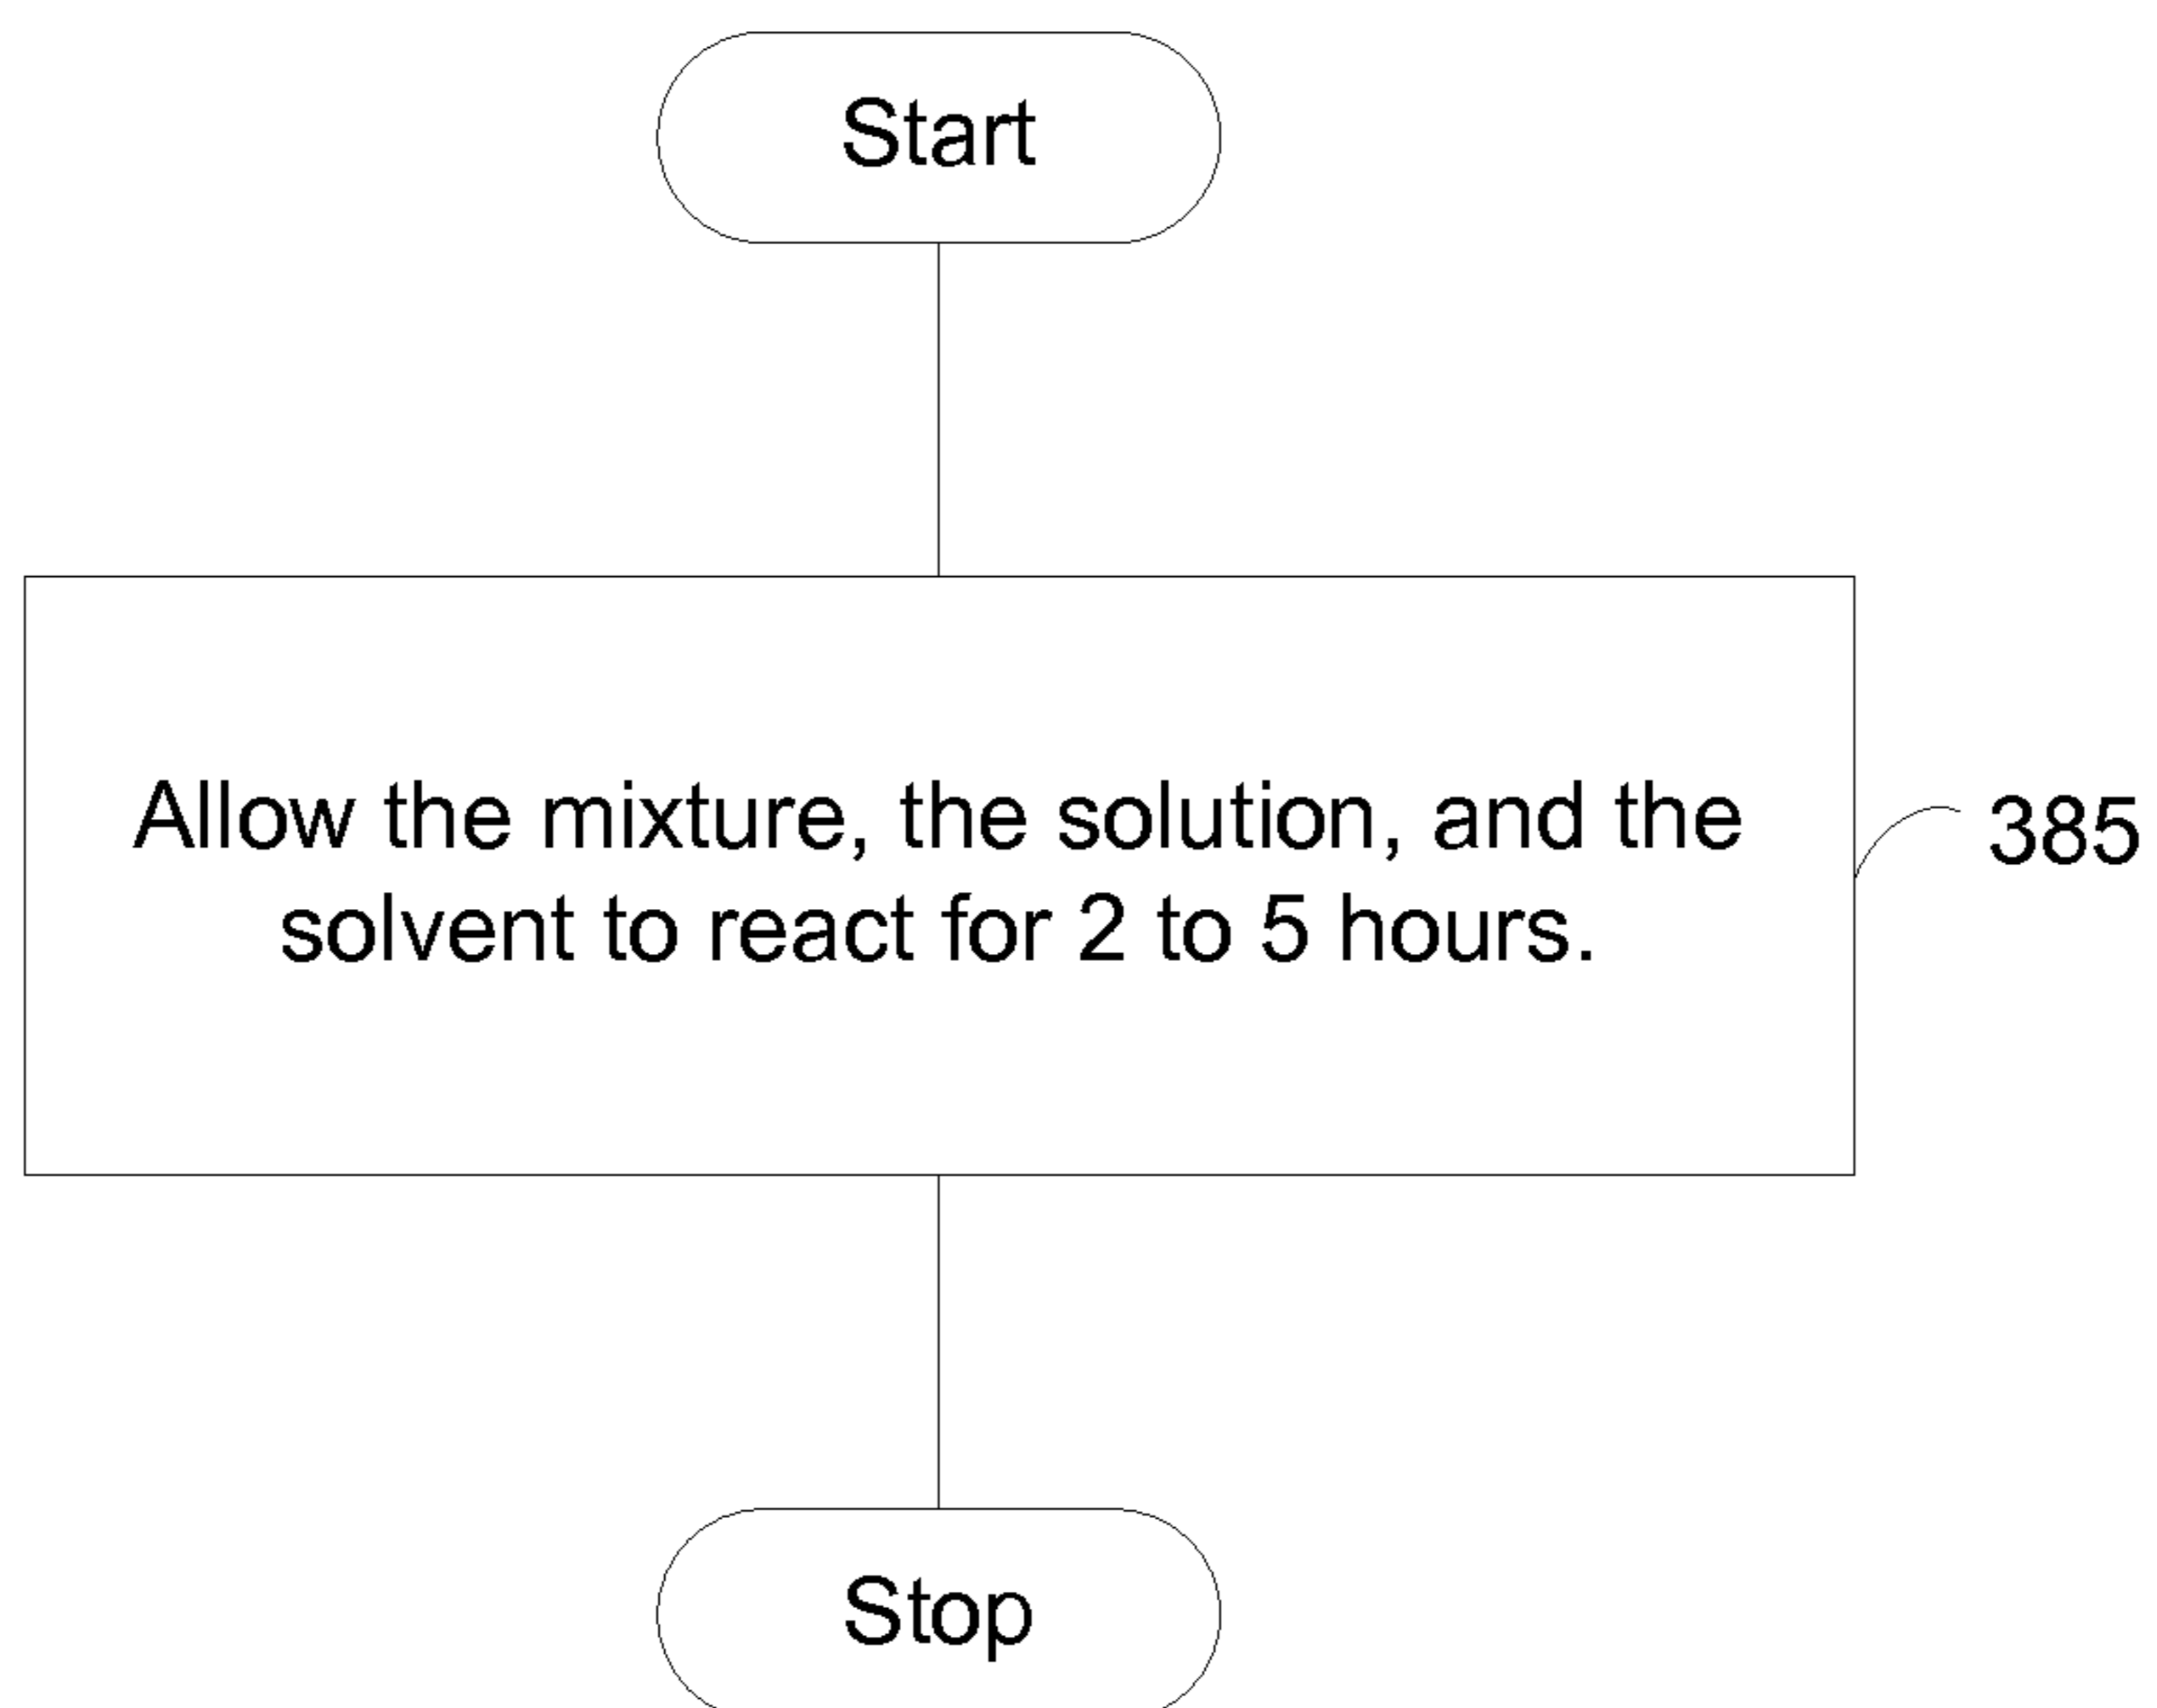 Start
Allow the mixture, the solution, and the
solvent to react for 2 to 5 hours.
385
Stop